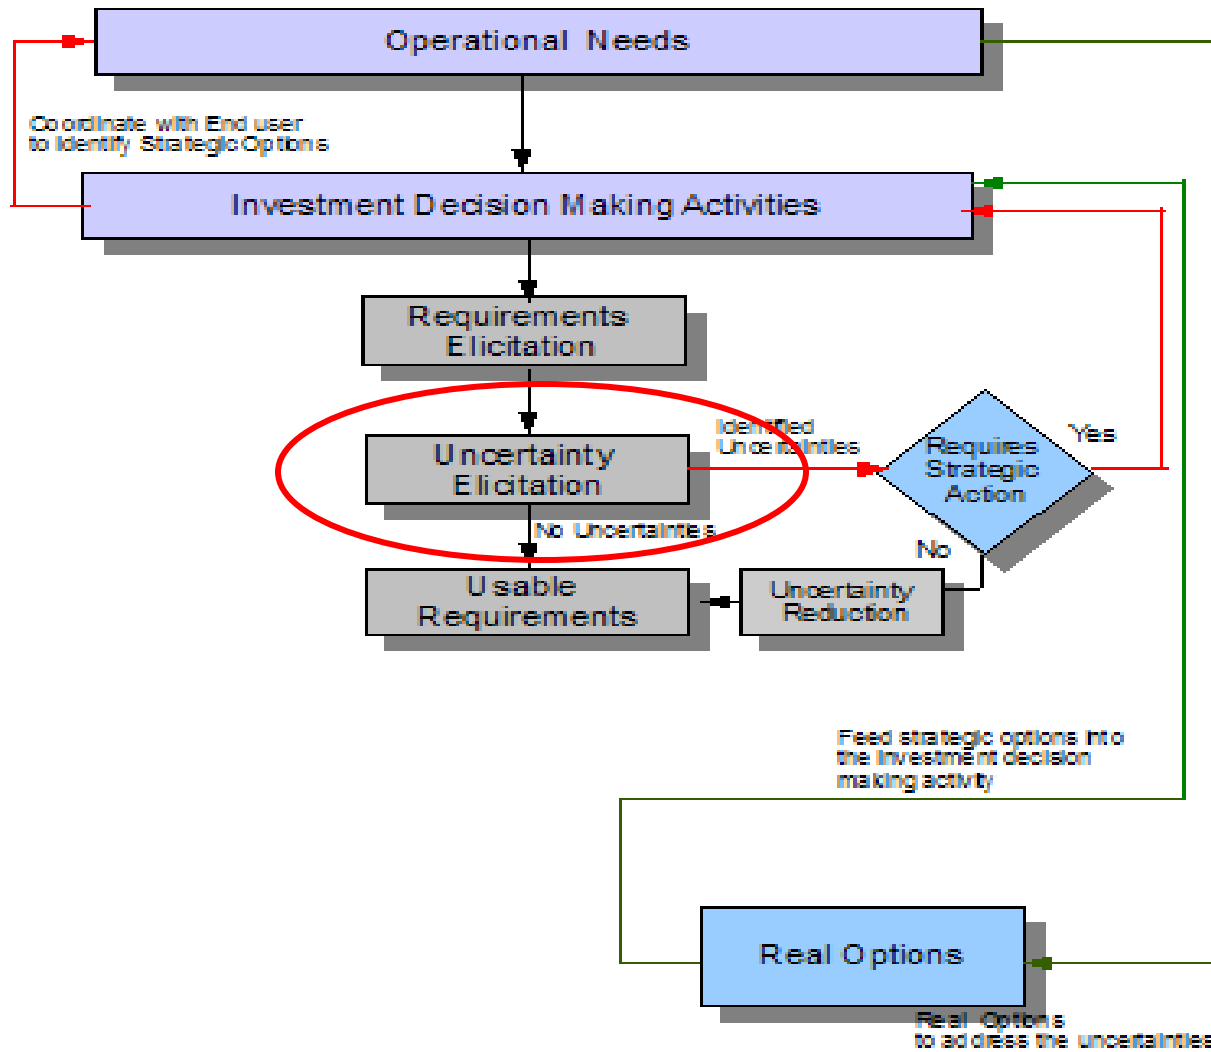 Operational Needs
Coordinate with End user
to Identify Strategic Options
Investment Decision Making Activities
Requirements
Elicitation
Identified
Uncertainties
Uncertainty
Elicitation
Requires
Strategic
Action
Yes
No Uncertainties
No
Usable
Requirements
Uncertainty
Reduction
Feed strategic options into
the investment decision
making activity
Real Options
Real Options
to address the uncertainties